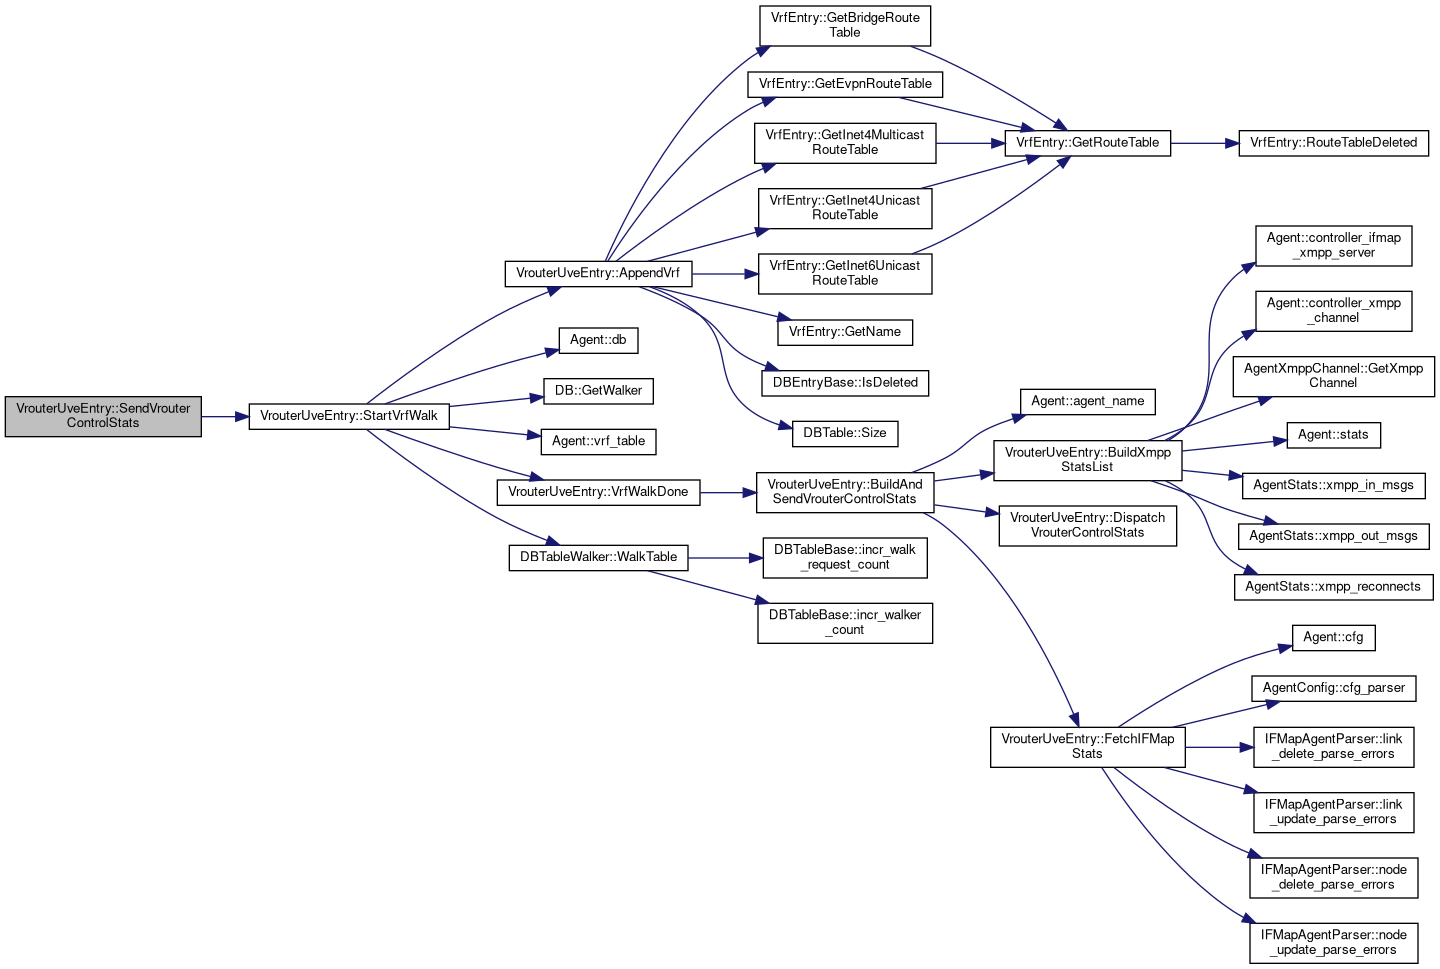 VrouterUveEntry::SendVrouter
ControlStats
VrouterUveEntry::StartVrfWalk
VrouterUveEntry::AppendVrf
Agent::db
DB::GetWalker
Agent::vrf_table
VrouterUveEntry::VrfWalkDone
DBTableWalker::WalkTable
VrfEntry::GetBridgeRoute
Table
VrfEntry::GetEvpnRouteTable
VrfEntry::GetInet4Multicast
RouteTable
VrfEntry::GetInet4Unicast
RouteTable
VrfEntry::GetInet6Unicast
RouteTable
VrfEntry::GetName
DBEntryBase::IsDeleted
DBTable::Size
VrouterUveEntry::BuildAnd
SendVrouterControlStats
DBTableBase::incr_walk
_request_count
DBTableBase::incr_walker
_count
VrfEntry::GetRouteTable
VrfEntry::RouteTableDeleted
Agent::agent_name
VrouterUveEntry::BuildXmpp
StatsList
VrouterUveEntry::Dispatch
VrouterControlStats
VrouterUveEntry::FetchIFMap
Stats
Agent::controller_ifmap
_xmpp_server
Agent::controller_xmpp
_channel
AgentXmppChannel::GetXmpp
Channel
Agent::stats
AgentStats::xmpp_in_msgs
AgentStats::xmpp_out_msgs
AgentStats::xmpp_reconnects
Agent::cfg
AgentConfig::cfg_parser
IFMapAgentParser::link
_delete_parse_errors
IFMapAgentParser::link
_update_parse_errors
IFMapAgentParser::node
_delete_parse_errors
IFMapAgentParser::node
_update_parse_errors